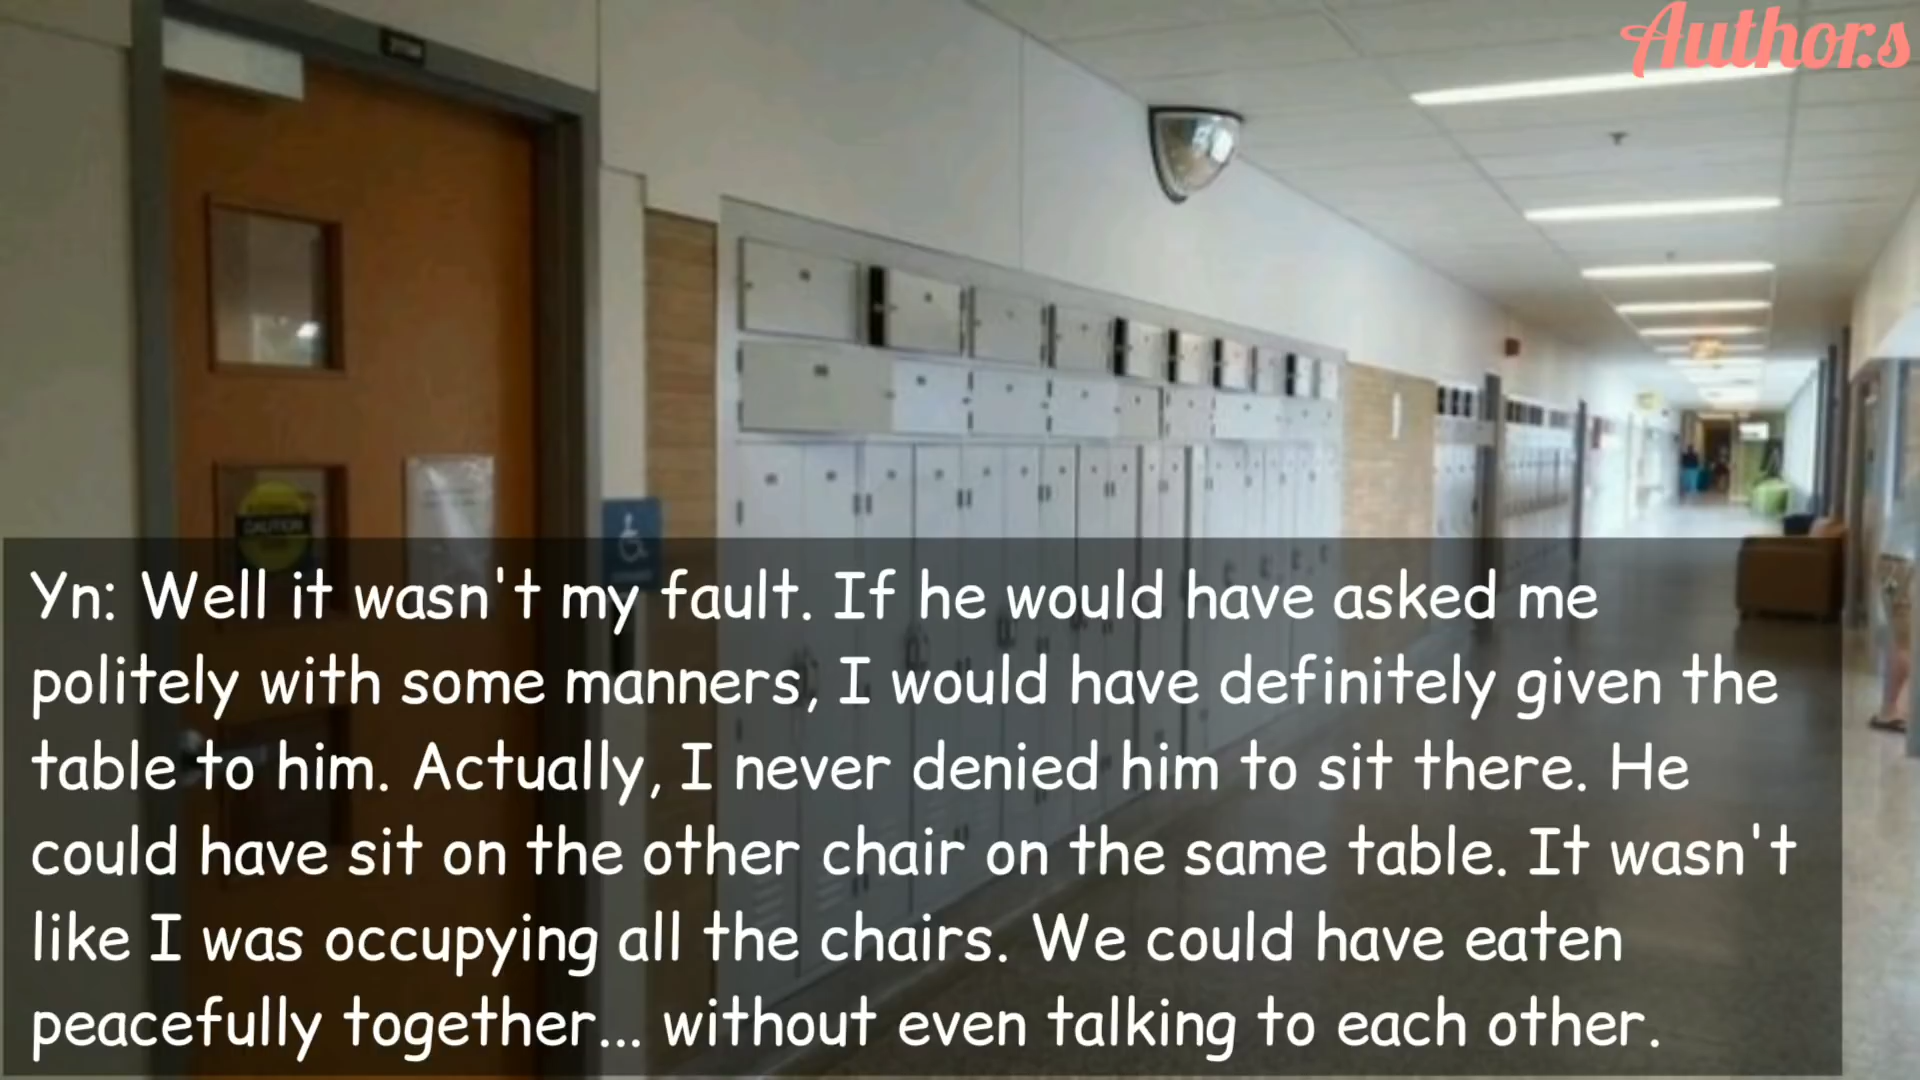 Author.s
CAUTION
Yn: Well it wasn't my fault. If he would have asked me
politely with some manners, I would have definitely given the
table to him. Actually, I never denied him to sit there. He
could have sit on the other chair on the same table. It wasn't
like I was occupying all the chairs. We could have eaten
peacefully together... without even talking to each other.